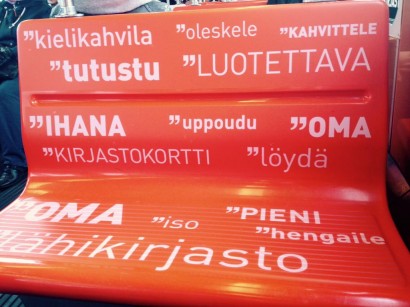 ”kielikahvila ”oleskele ”KAHVITTELE
”tutustu ”LUOTETTAVA
”IHANA ”uppoudu ”OMA
”KIRJASTOKORTTI ”löydä
”OMA ”iso ”PIENI
”hengaile
lähikirjasto